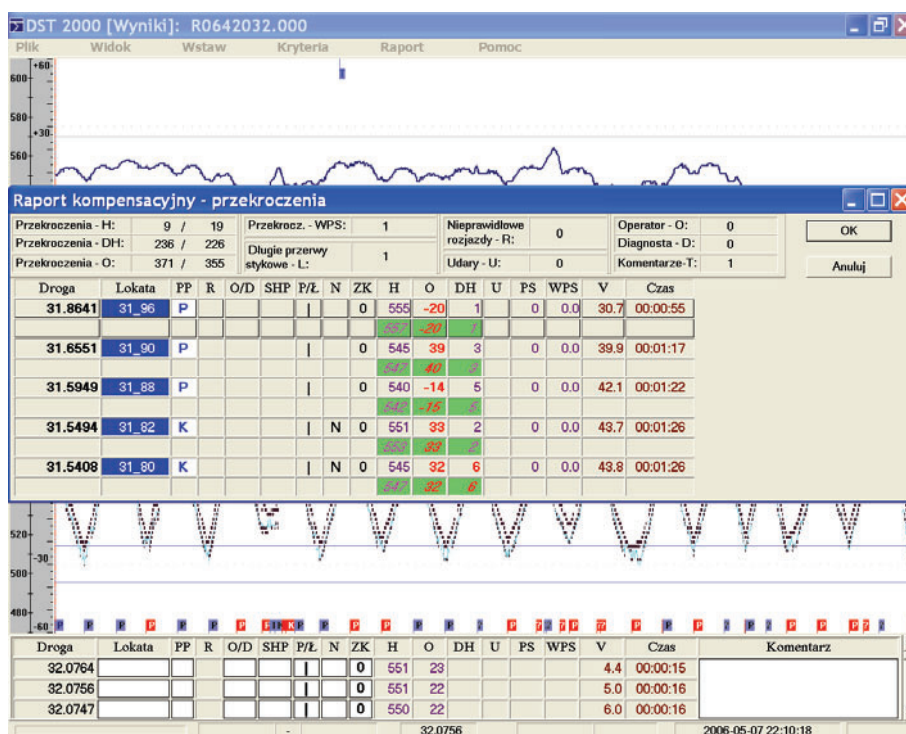 DST 2000 [Wyniki]: R0642032.000
Plik Widok Wstaw Kryteria Raport Pomoc
+60
600
580
+30
560
Raport kompensacyjny - przekroczenia
Przekroczenia - H: 9 / 19 Przekrocz. - WPS: 1 Nieprawidłowe rozjazdy - R: 0 Operator - O: 0 OK
Przekroczenia - DH: 236 / 226 Długie przerwy stykowe - L: 1 Diagnosta - D: 0
Przekroczenia - O: 371 / 355 Udary - U: 0 Komentarze-T: 1 Anuluj
Droga Lokata PP R O/D SHP P/Ł N ZK H O DH U PS WPS V Czas
31.8641 31_96 P | 0 555 -20 1 0 0.0 30.7 00:00:55
557 -20 1
31.6551 31_90 P | 0 545 39 3 0 0.0 39.9 00:01:17
547 40 3
31.5949 31_88 P | 0 540 -14 5 0 0.0 42.1 00:01:22
542 -15 5
31.5494 31_82 K | N 0 551 33 2 0 0.0 43.7 00:01:26
553 33 2
31.5408 31_80 K | N 0 545 32 6 0 0.0 43.8 00:01:26
547 32 6
520
-30
500
480
-60
Droga Lokata PP R O/D SHP P/Ł N ZK H O DH U PS WPS V Czas Komentarz
32.0764 | 0 551 23 4.4 00:00:15
32.0756 | 0 551 22 5.0 00:00:16
32.0747 | 0 550 22 6.0 00:00:16
- 32.0756 2006-05-07 22:10:18